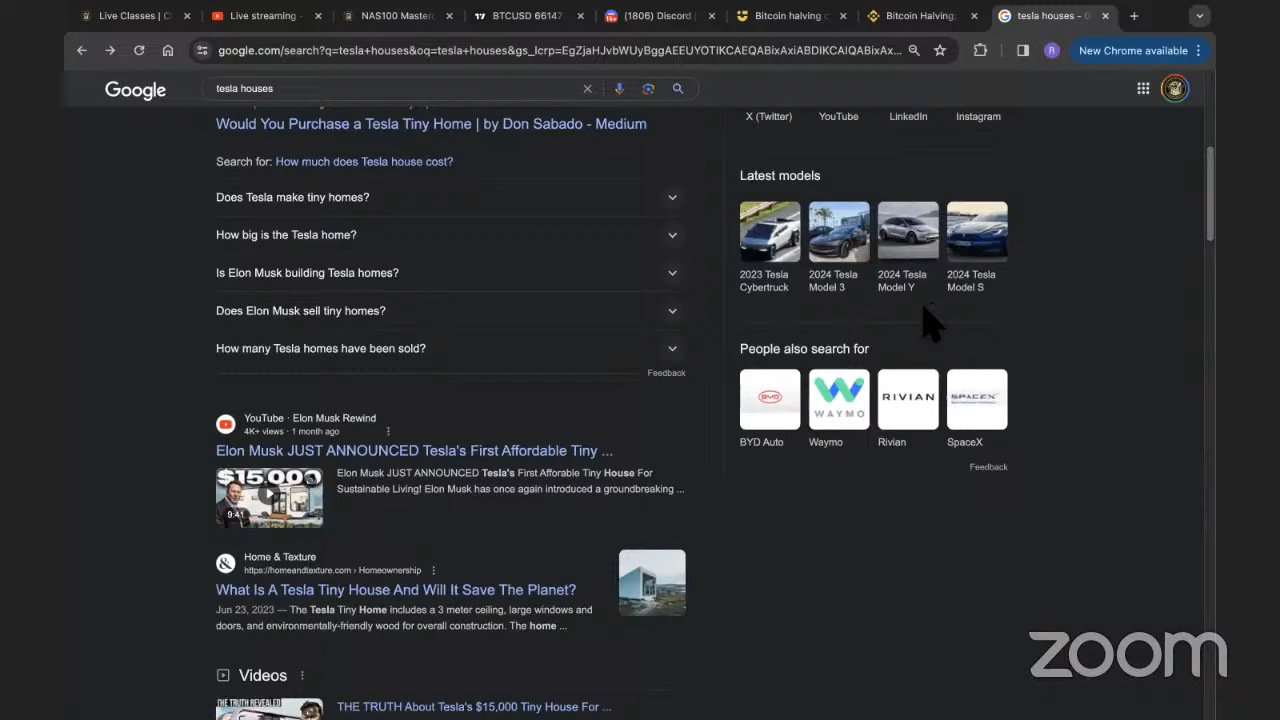 Live Classes | C
Live streaming -
NAS100 Master
BTCUSD 66147
(1806) Discord |
Bitcoin halving c
Bitcoin Halving:
tesla houses - G
google.com/search?q=tesla+houses&oq=tesla+houses&gs_lcrp=EgZjaHJvbWUyBggAEEUYOTIKCAEQABixAxiABDIKCAIQABixAx...
New Chrome available
Google
tesla houses
Would You Purchase a Tesla Tiny Home | by Don Sabado - Medium
Search for: How much does Tesla house cost?
Does Tesla make tiny homes?
How big is the Tesla home?
Is Elon Musk building Tesla homes?
Does Elon Musk sell tiny homes?
How many Tesla homes have been sold?
Feedback
YouTube · Elon Musk Rewind
4K+ views · 1 month ago
Elon Musk JUST ANNOUNCED Tesla's First Affordable Tiny ...
$15.000
9:41
Elon Musk JUST ANNOUNCED Tesla's First Afforable Tiny House For
Sustainable Living! Elon Musk has once again introduced a groundbreaking ...
Home & Texture
https://homeandtexture.com › Homeownership
What Is A Tesla Tiny House And Will It Save The Planet?
Jun 23, 2023 — The Tesla Tiny Home includes a 3 meter ceiling, large windows and
doors, and environmentally-friendly wood for overall construction. The home ...
Videos
THE TRUTH REVEALED
THE TRUTH About Tesla's $15,000 Tiny House For ...
X (Twitter)
YouTube
LinkedIn
Instagram
Latest models
2023 Tesla
Cybertruck
2024 Tesla
Model 3
2024 Tesla
Model Y
2024 Tesla
Model S
People also search for
BYD
WAYMO
RIVIAN
SPACEX
BYD Auto
Waymo
Rivian
SpaceX
Feedback
zoom